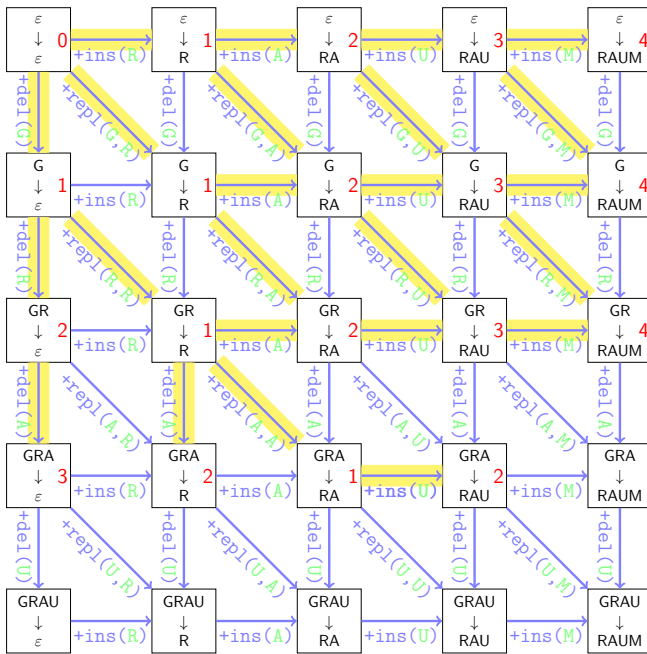 ε ε ε ε ε
↓ 0 ↓ 1 ↓ 2 ↓ 3 ↓ 4
ε +ins(R) R +ins(A) RA +ins(U) RAU +ins(M) RAUM
+del(G) +repl(G,R) +del(G) +repl(G,A) +del(G) +repl(G,U) +del(G) +repl(G,M) +del(G)
G G G G G
↓ 1 ↓ 1 ↓ 2 ↓ 3 ↓ 4
ε +ins(R) R +ins(A) RA +ins(U) RAU +ins(M) RAUM
+del(R) +repl(R,R) +del(R) +repl(R,A) +del(R) +repl(R,U) +del(R) +repl(R,M) +del(R)
GR GR GR GR GR
↓ 2 ↓ 1 ↓ 2 ↓ 3 ↓ 4
ε +ins(R) R +ins(A) RA +ins(U) RAU +ins(M) RAUM
+del(A) +repl(A,R) +del(A) +repl(A,A) +del(A) +repl(A,U) +del(A) +repl(A,M) +del(A)
GRA GRA GRA GRA GRA
↓ 3 ↓ 2 ↓ 1 ↓ 2 ↓
ε +ins(R) R +ins(A) RA +ins(U) RAU +ins(M) RAUM
+del(U) +repl(U,R) +del(U) +repl(U,A) +del(U) +repl(U,U) +del(U) +repl(U,M) +del(U)
GRAU GRAU GRAU GRAU GRAU
↓ ↓ ↓ ↓ ↓
ε +ins(R) R +ins(A) RA +ins(U) RAU +ins(M) RAUM